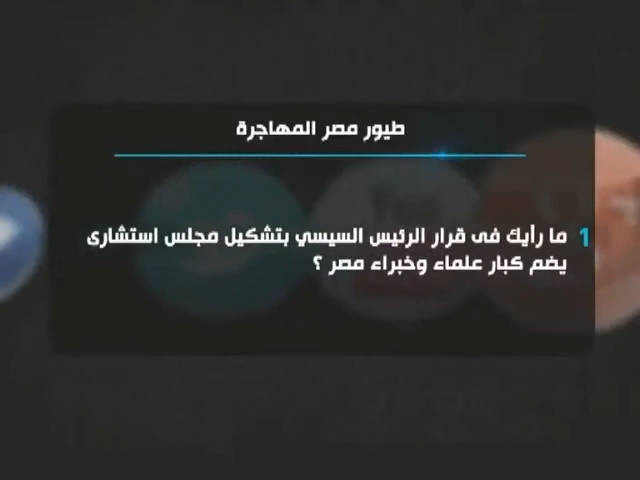 طيور مصر المهاجرة
1 ما رأيك فى قرار الرئيس السيسي بتشكيل مجلس استشارى
يضم كبار علماء وخبراء مصر ؟